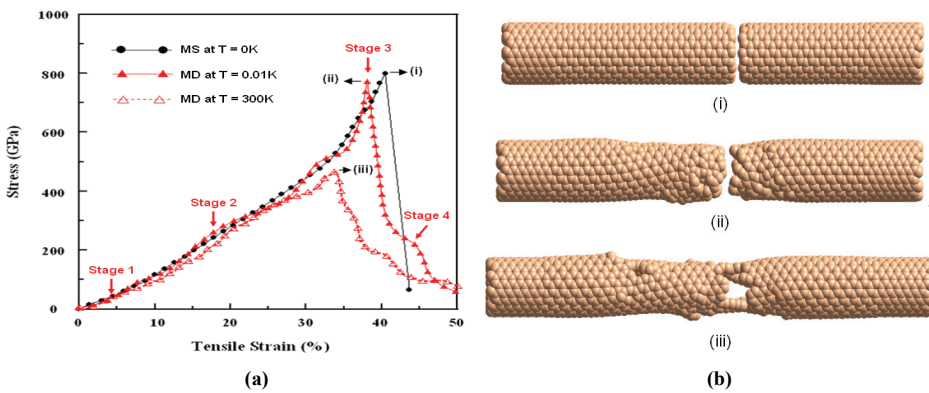 1000
800
600
400
200
0
Stress (GPa)
MS at T = 0K
MD at T = 0.01K
MD at T = 300K
Stage 3
(ii)
(i)
(iii)
Stage 2
Stage 4
Stage 1
0 10 20 30 40 50
Tensile Strain (%)
(a)
(i)
(ii)
(iii)
(b)